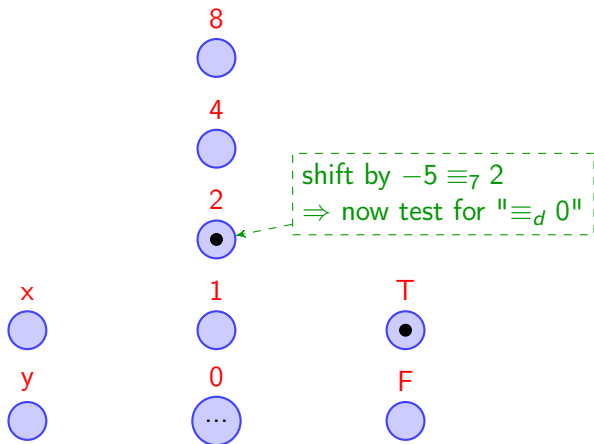 8
4
shift by −5 ≡₇ 2
⇒ now test for "≡_d 0"
2
x 1 T
y 0 F
...